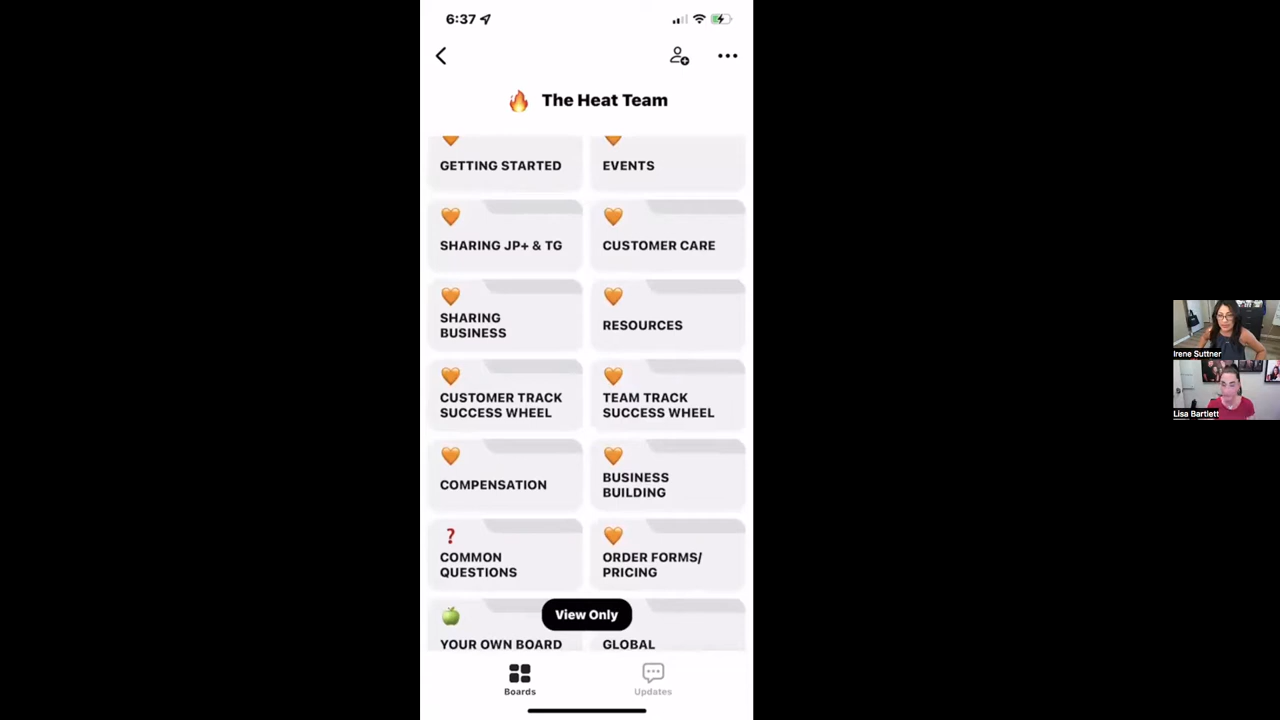 6:37
The Heat Team
GETTING STARTED
EVENTS
SHARING JP+ & TG
CUSTOMER CARE
SHARING
BUSINESS
RESOURCES
CUSTOMER TRACK
SUCCESS WHEEL
TEAM TRACK
SUCCESS WHEEL
COMPENSATION
BUSINESS
BUILDING
COMMON
QUESTIONS
ORDER FORMS/
PRICING
YOUR OWN BOARD
GLOBAL
View Only
Boards
Updates
Irene Suttner
Lisa Bartlett